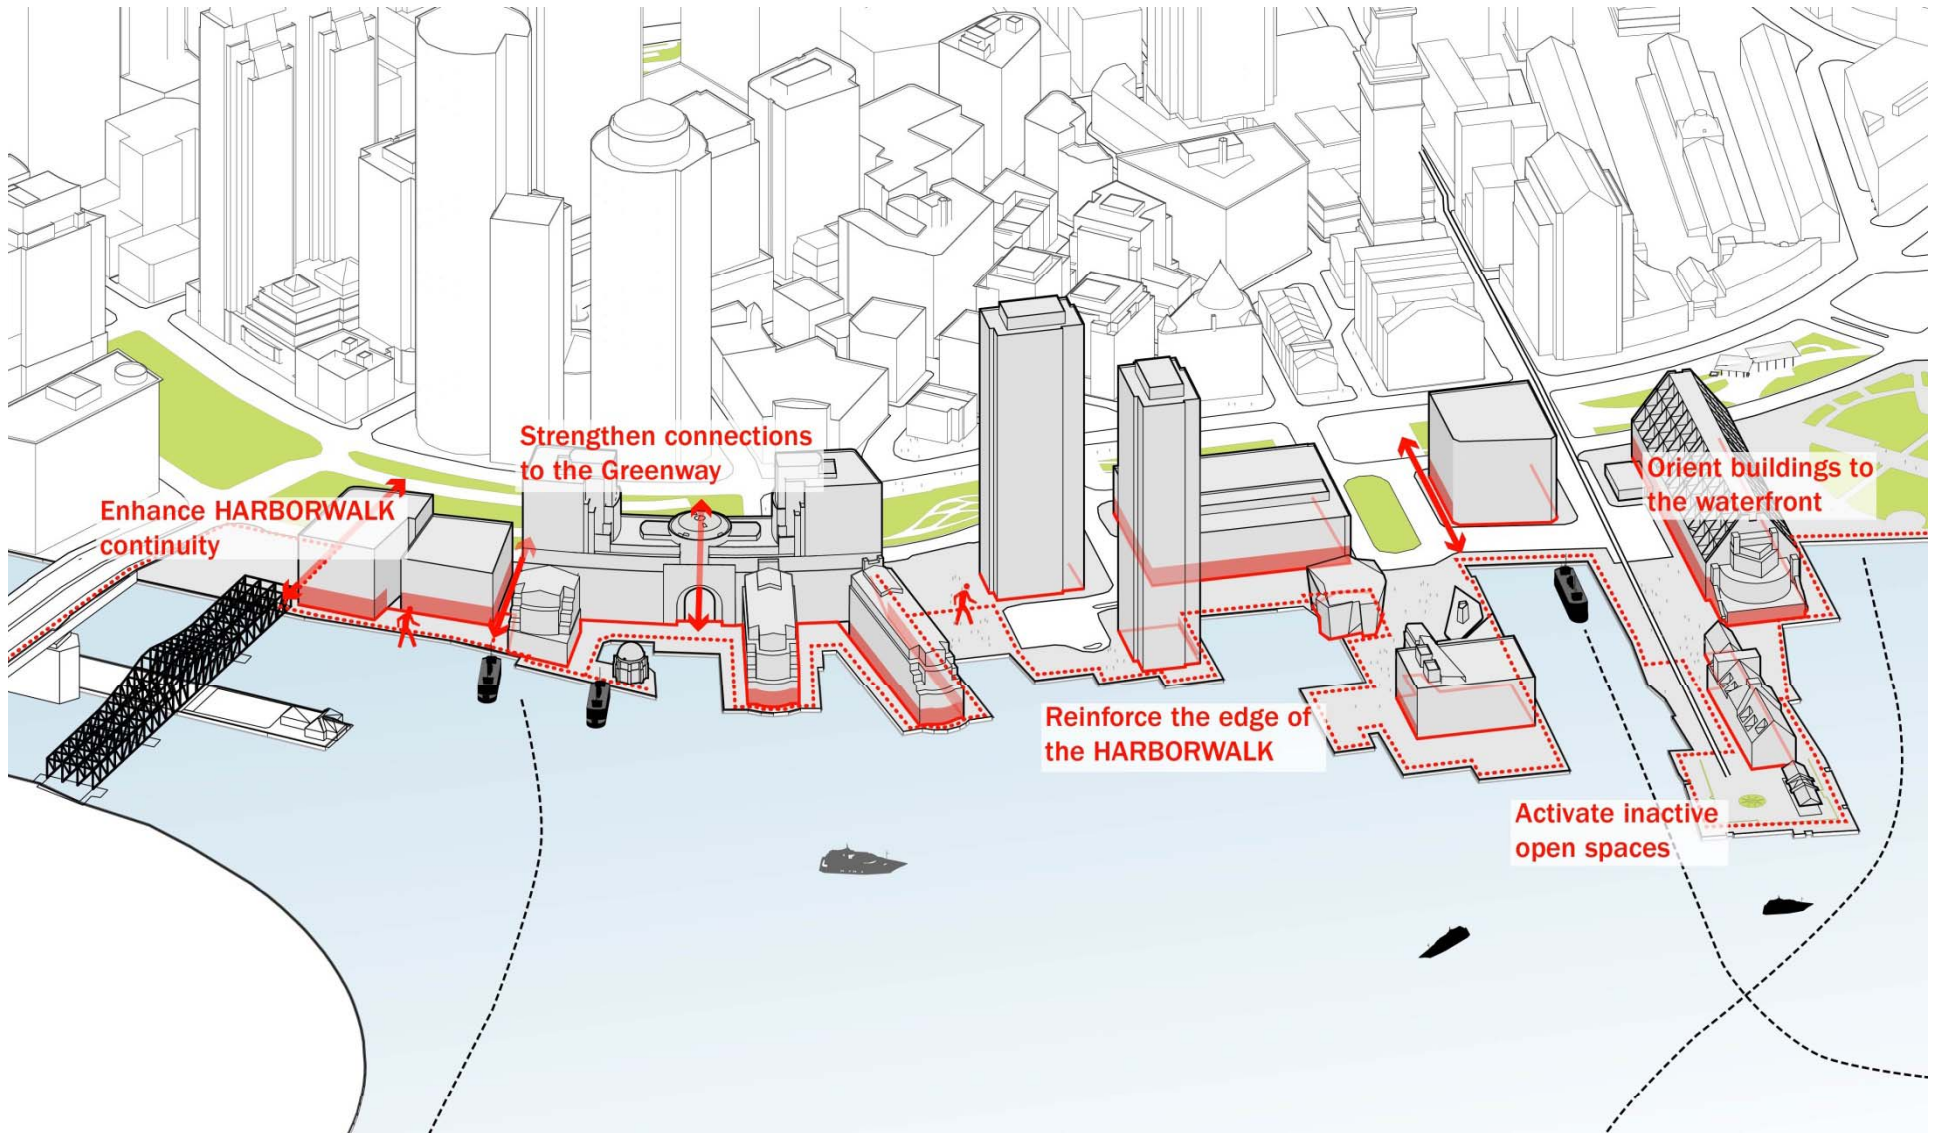 Strengthen connections
to the Greenway
Enhance HARBORWALK
continuity
Orient buildings to
the waterfront
Reinforce the edge of
the HARBORWALK
Activate inactive
open spaces